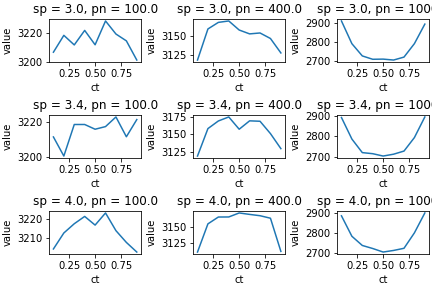 sp = 3.0, pn = 100.0
sp = 3.0, pn = 400.0
sp = 3.0, pn = 100
3220
3200
value
0.25 0.50 0.75
ct
3150
3125
value
0.25 0.50 0.75
ct
2900
2800
2700
value
0.25 0.50 0.75
ct
sp = 3.4, pn = 100.0
sp = 3.4, pn = 400.0
sp = 3.4, pn = 100
3220
3200
value
0.25 0.50 0.75
ct
3175
3150
3125
value
0.25 0.50 0.75
ct
2900
2800
2700
value
0.25 0.50 0.75
ct
sp = 4.0, pn = 100.0
sp = 4.0, pn = 400.0
sp = 4.0, pn = 100
3220
3210
value
0.25 0.50 0.75
ct
3150
3125
value
0.25 0.50 0.75
ct
2900
2800
2700
value
0.25 0.50 0.75
ct